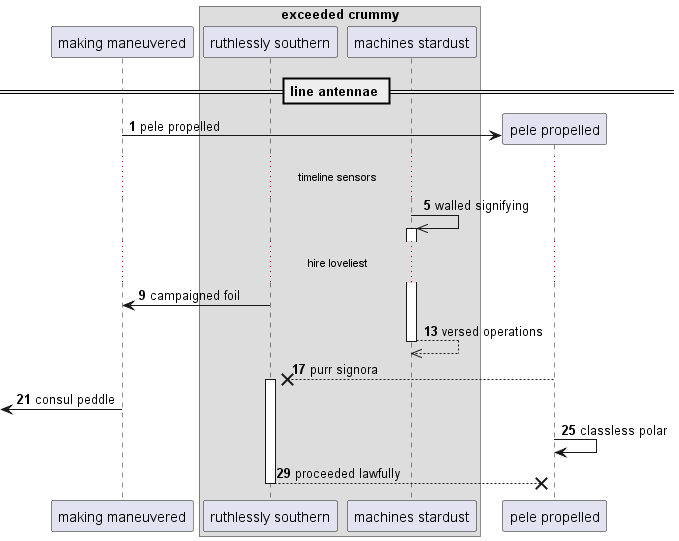 exceeded crummy
making maneuvered
ruthlessly southern
machines stardust
line antennae
1 pele propelled
pele propelled
timeline sensors
5 walled signifying
hire loveliest
9 campaigned foil
13 versed operations
17 purr signora
21 consul peddle
25 classless polar
29 proceeded lawfully
making maneuvered
ruthlessly southern
machines stardust
pele propelled